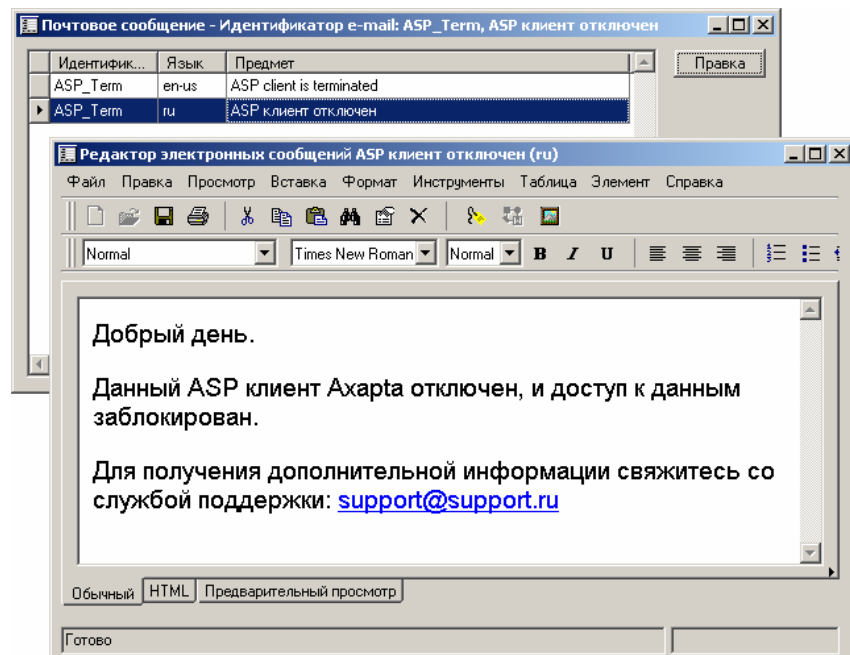 Почтовое сообщение - Идентификатор e-mail: ASP_Term, ASP клиент отключен
Идентифик... Язык Предмет
Правка
ASP_Term en-us ASP client is terminated
ASP_Term ru ASP клиент отключен
Редактор электронных сообщений ASP клиент отключен (ru)
Файл Правка Просмотр Вставка Формат Инструменты Таблица Элемент Справка
Normal Times New Roman Normal B I U
Добрый день.
Данный ASP клиент Axapta отключен, и доступ к данным
заблокирован.
Для получения дополнительной информации свяжитесь со
службой поддержки: support@support.ru
Обычный HTML Предварительный просмотр
Готово